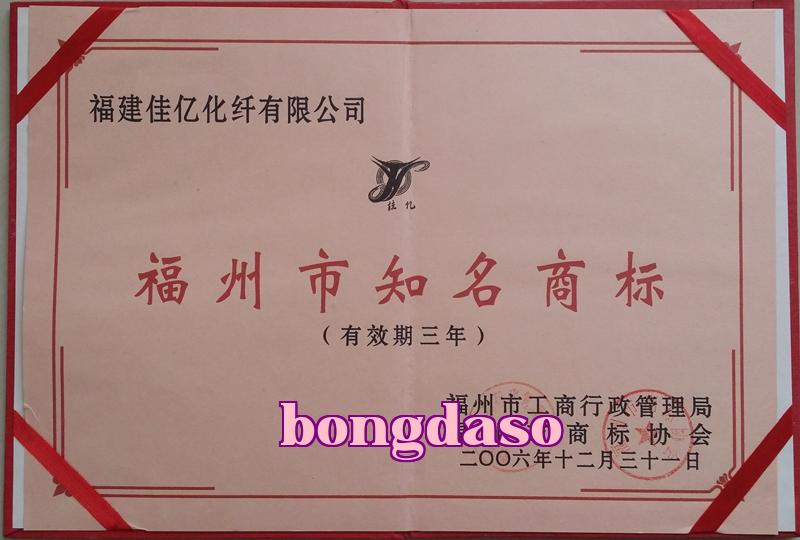 福建佳亿化纤有限公司
佳亿
福州市知名商标
（有效期三年）
福州市工商行政管理局
bongdaso
商标协会
二〇〇六年十二月三十一日